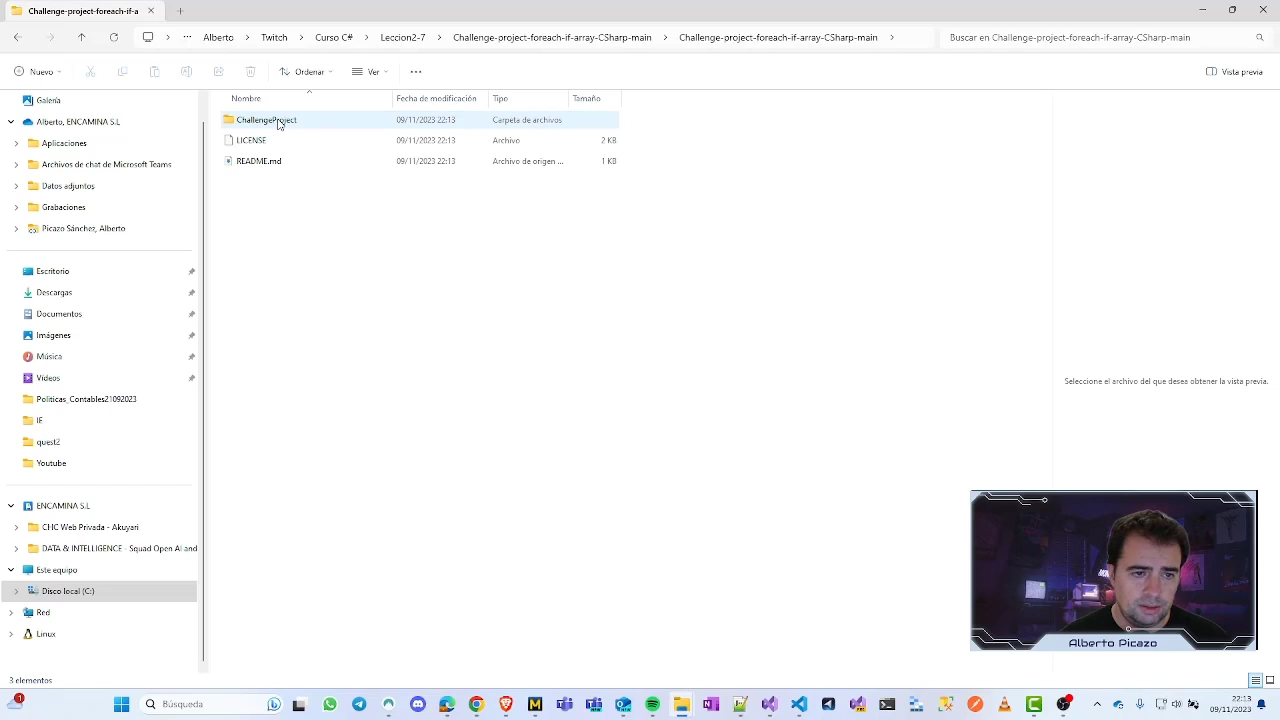 Challenge-project-foreach-if-a
Alberto
Twitch
Curso C#
Leccion2-7
Challenge-project-foreach-if-array-CSharp-main
Challenge-project-foreach-if-array-CSharp-main
Buscar en Challenge-project-foreach-if-array-CSharp-main
Nuevo
Ordenar
Ver
Vista previa
Nombre
Fecha de modificación
Tipo
Tamaño
ChallengeProject
09/11/2023 22:13
Carpeta de archivos
LICENSE
09/11/2023 22:13
Archivo
2 KB
README.md
09/11/2023 22:13
Archivo de origen ...
1 KB
Galería
Alberto, ENCAMINA S.L
Aplicaciones
Archivos de chat de Microsoft Teams
Datos adjuntos
Grabaciones
Picazo Sánchez, Alberto
Escritorio
Descargas
Documentos
Imágenes
Música
Vídeos
Politicas_Contables21092023
IE
quest2
Youtube
ENCAMINA S.L
CHC Web Privada - Akuyari
DATA & INTELLIGENCE - Squad Open AI and
Este equipo
Disco local (C:)
Red
Linux
Seleccione el archivo del que desea obtener la vista previa.
Alberto Picazo
3 elementos
1
Búsqueda
22:13
09/11/2023